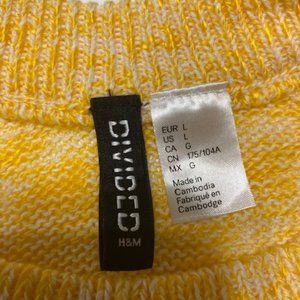 DIVIDED
H&M
EUR L
US L
CA G
CN 175/104A
MX G
Made in
Cambodia
Fabriqué en
Cambodge